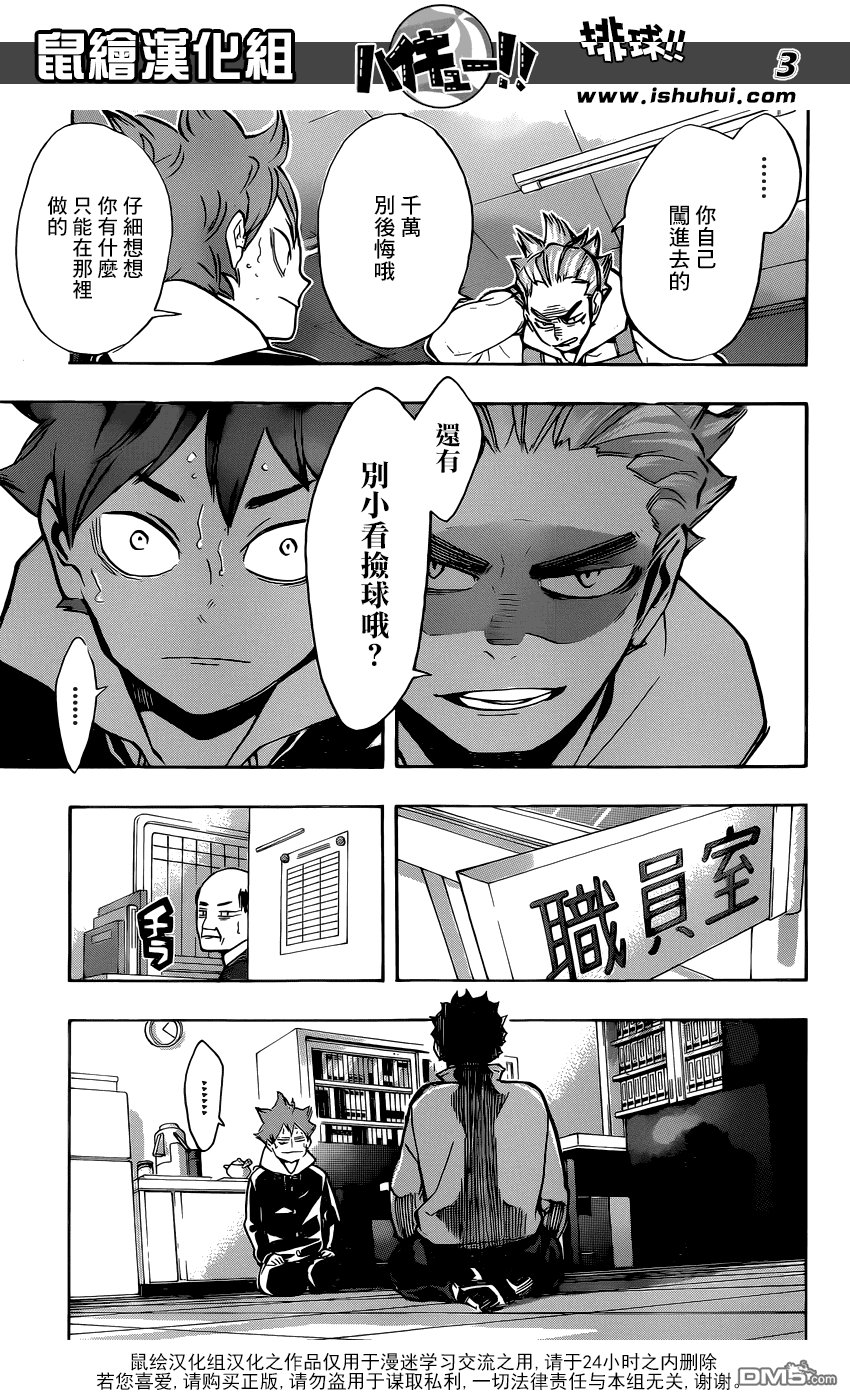 鼠繪漢化組
ハイキュー!!
排球!!
3
www.ishuhui.com
……
你自己
闖進去的
千萬
別後悔哦
仔細想想
你有什麼
只能在那裡
做的
還有
別小看撿球哦？
……
職員室
……
鼠绘汉化组汉化之作品仅用于漫迷学习交流之用, 请于24小时之内删除
若您喜爱, 请购买正版, 请勿盗用于谋取私利, 一切法律责任与本组无关, 谢谢。
DM5.com